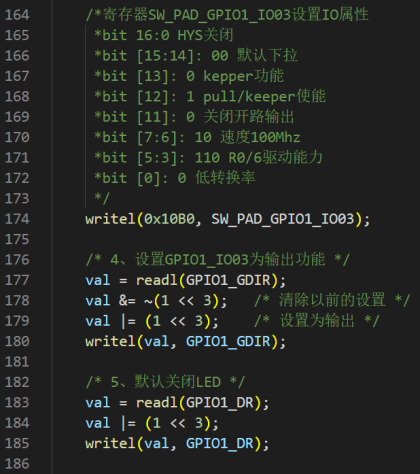 164 /*寄存器SW_PAD_GPIO1_IO03设置IO属性
165 *bit 16:0 HYS关闭
166 *bit [15:14]: 00 默认下拉
167 *bit [13]: 0 kepper功能
168 *bit [12]: 1 pull/keeper使能
169 *bit [11]: 0 关闭开路输出
170 *bit [7:6]: 10 速度100Mhz
171 *bit [5:3]: 110 R0/6驱动能力
172 *bit [0]: 0 低转换率
173 */
174 writel(0x10B0, SW_PAD_GPIO1_IO03);
175
176 /* 4、设置GPIO1_IO03为输出功能 */
177 val = readl(GPIO1_GDIR);
178 val &= ~(1 << 3); /* 清除以前的设置 */
179 val |= (1 << 3); /* 设置为输出 */
180 writel(val, GPIO1_GDIR);
181
182 /* 5、默认关闭LED */
183 val = readl(GPIO1_DR);
184 val |= (1 << 3);
185 writel(val, GPIO1_DR);
186